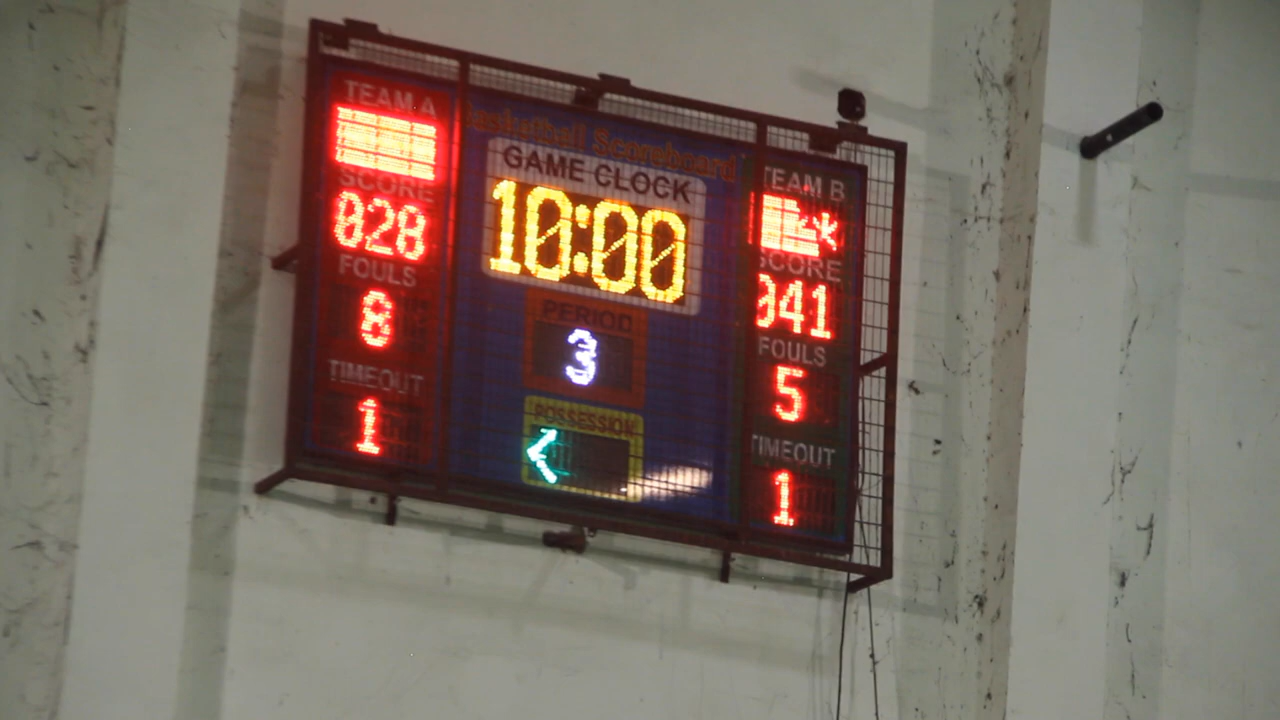 Basketball Scoreboard
TEAM A
SCORE
028
FOULS
8
TIMEOUT
1
GAME CLOCK
10:00
PERIOD
3
POSSESSION
<
TEAM B
SCORE
041
FOULS
5
TIMEOUT
1